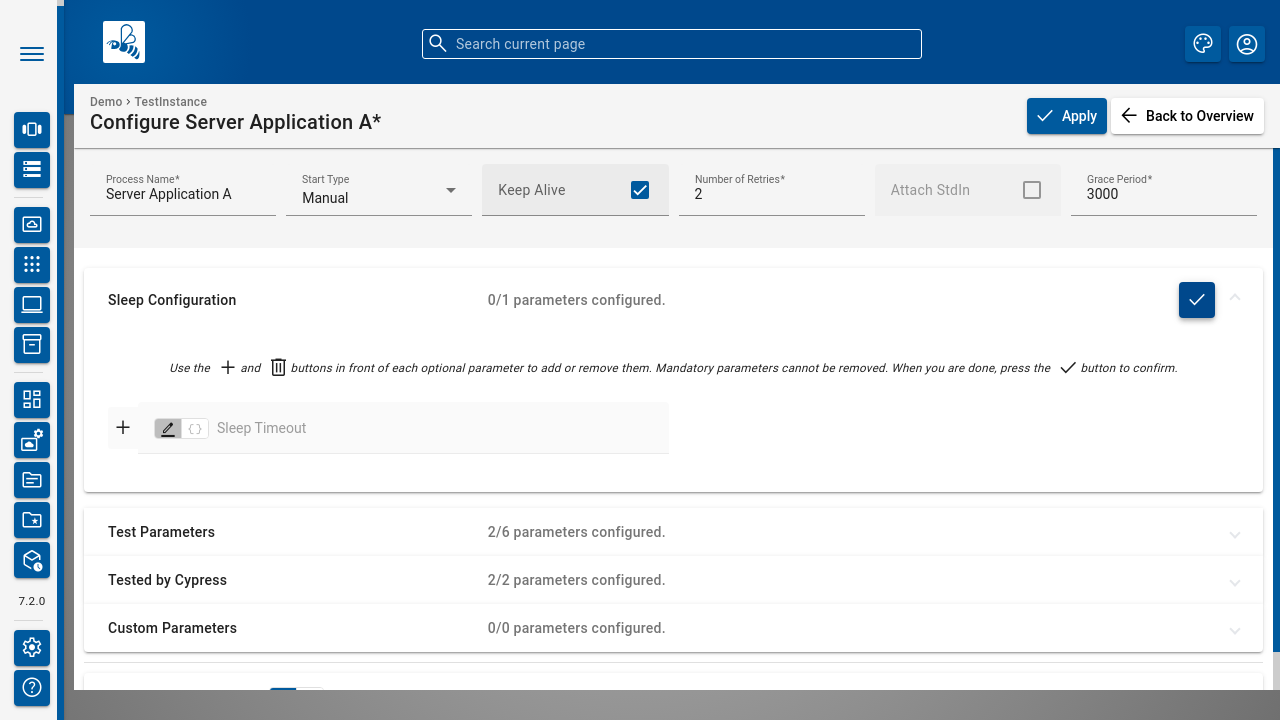 Search current page
Demo › TestInstance
Configure Server Application A*
Apply
Back to Overview
Process Name*
Server Application A
Start Type
Manual
Keep Alive
Number of Retries*
2
Attach StdIn
Grace Period*
3000
Sleep Configuration
0/1 parameters configured.
Use the + and buttons in front of each optional parameter to add or remove them. Mandatory parameters cannot be removed. When you are done, press the button to confirm.
+ {} Sleep Timeout
Test Parameters
2/6 parameters configured.
Tested by Cypress
2/2 parameters configured.
Custom Parameters
0/0 parameters configured.
7.2.0